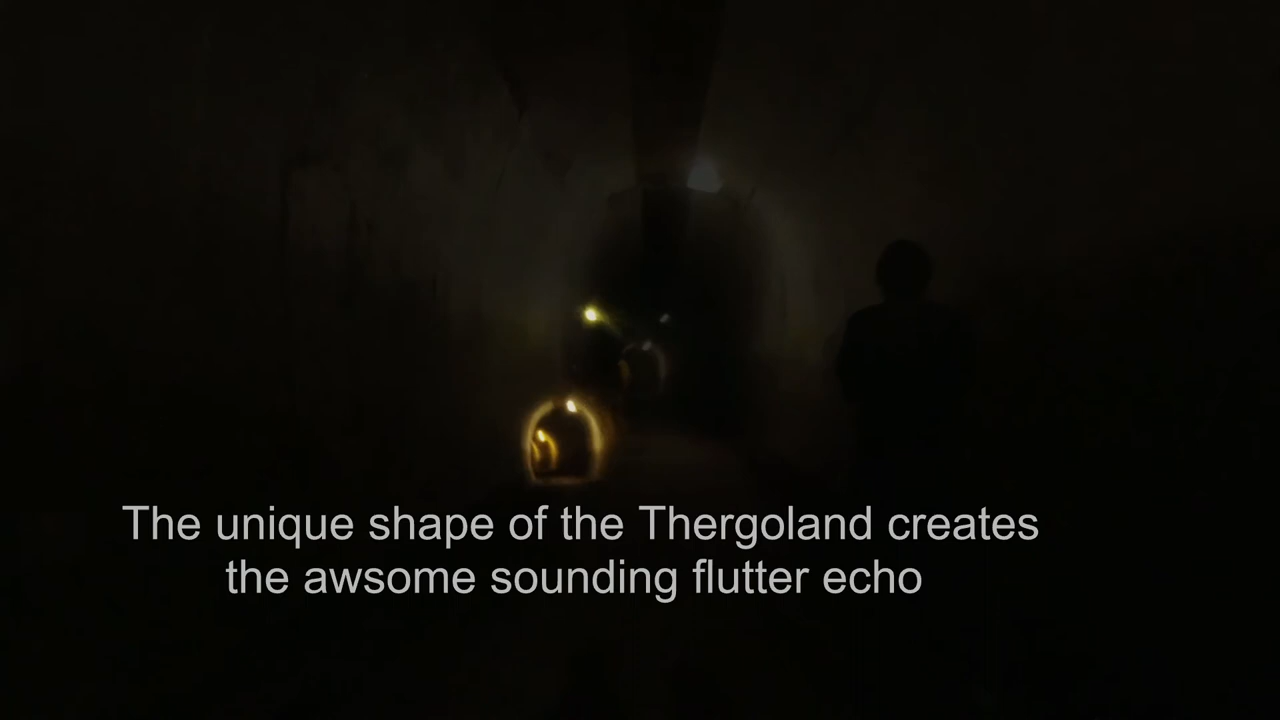 The unique shape of the Thergoland creates
the awsome sounding flutter echo